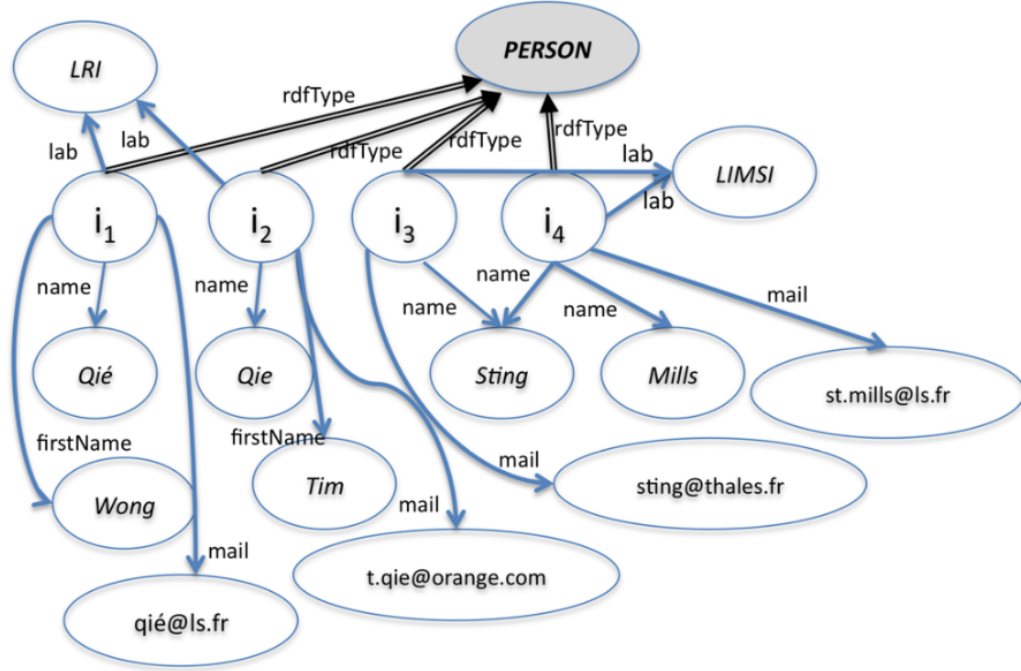 PERSON
LRI
rdfType
lab
lab
rdfType
rdfType
rdfType
lab
LIMSI
lab
i1
i2
i3
i4
name
name
name
name
name
mail
Qié
Qie
Sting
Mills
st.mills@ls.fr
firstName
firstName
Wong
Tim
mail
sting@thales.fr
mail
mail
t.qie@orange.com
qié@ls.fr